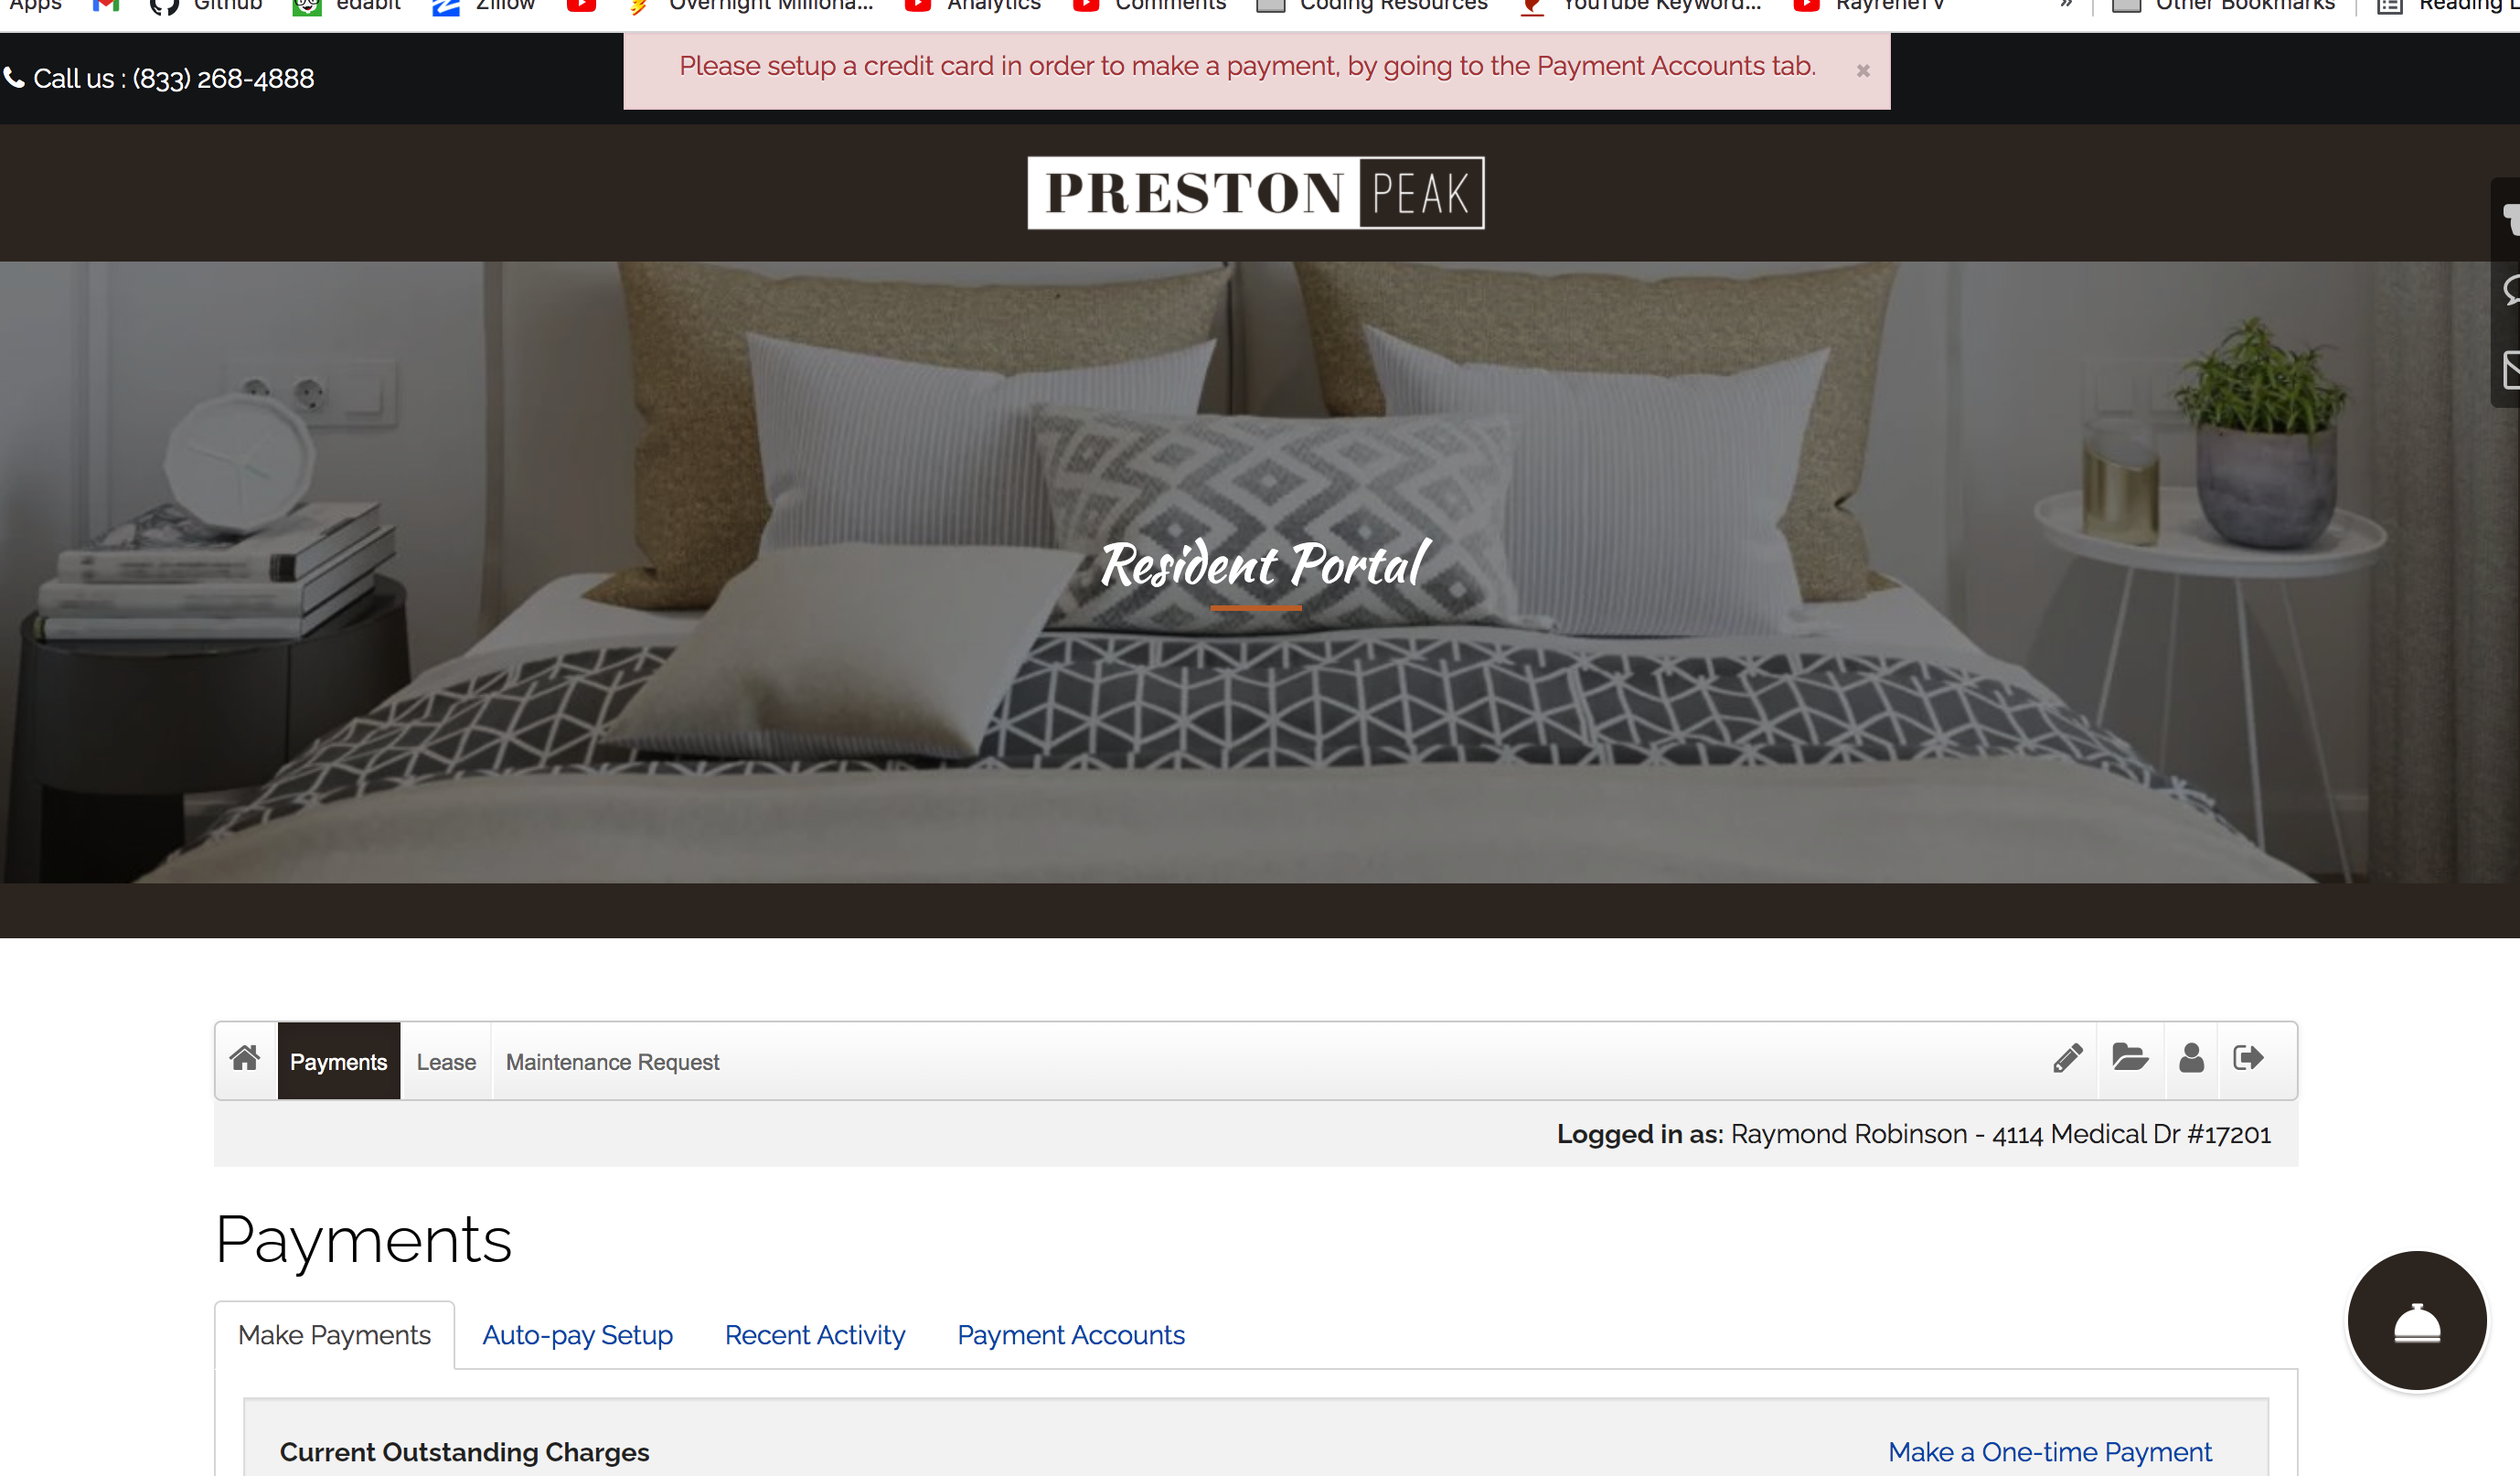 Apps Github edabit Zillow Overnight Milliona... Analytics Comments Coding Resources YouTube Keyword... RayreneTV » Other Bookmarks Reading
Call us : (833) 268-4888
Please setup a credit card in order to make a payment, by going to the Payment Accounts tab. ×
PRESTON PEAK
Resident Portal
Payments Lease Maintenance Request
Logged in as: Raymond Robinson - 4114 Medical Dr #17201
Payments
Make Payments Auto-pay Setup Recent Activity Payment Accounts
Current Outstanding Charges Make a One-time Payment